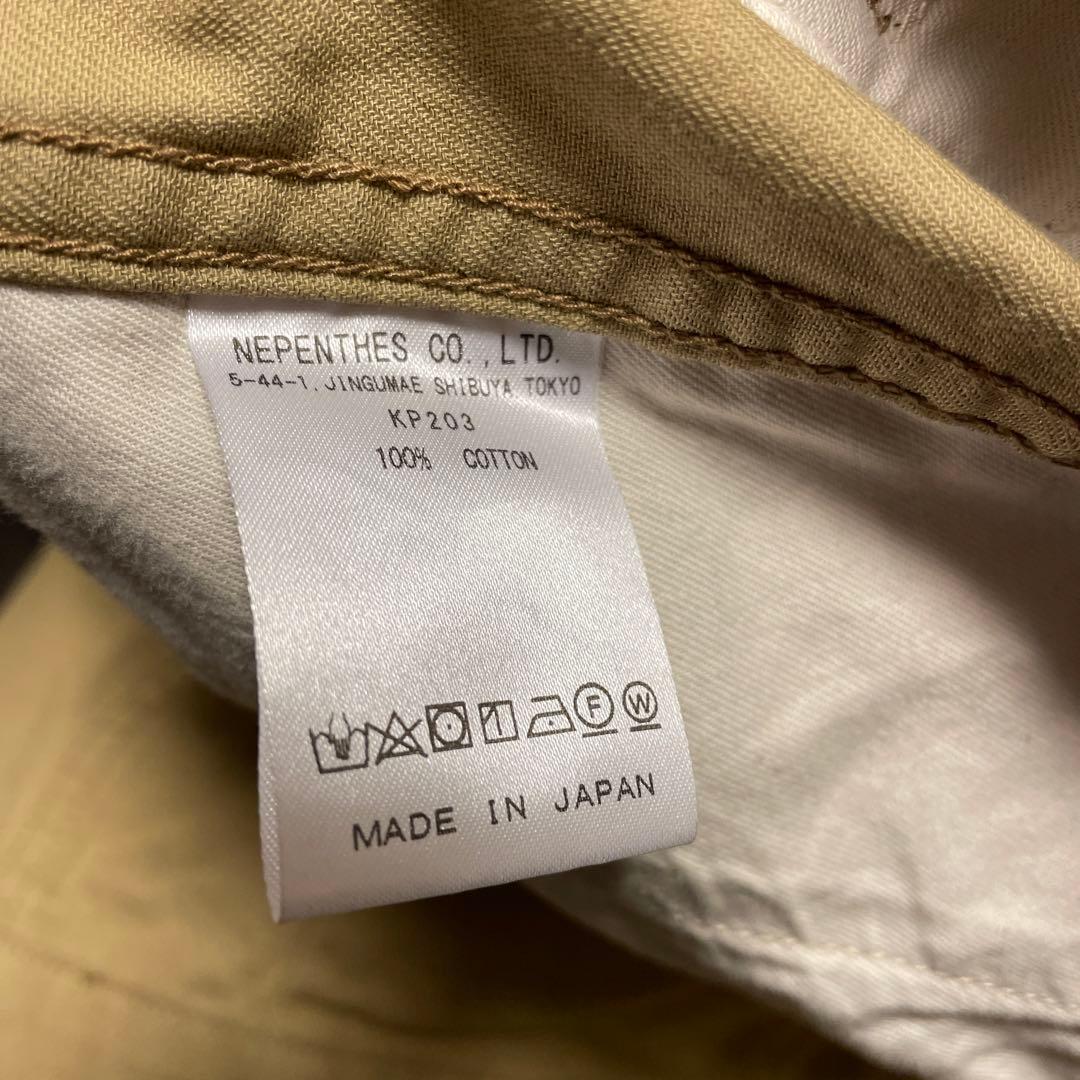 NEPENTHES CO.,LTD.
5-44-1,JINGUMAE SHIBUYA TOKYO
KP203
100% COTTON
F W
MADE IN JAPAN